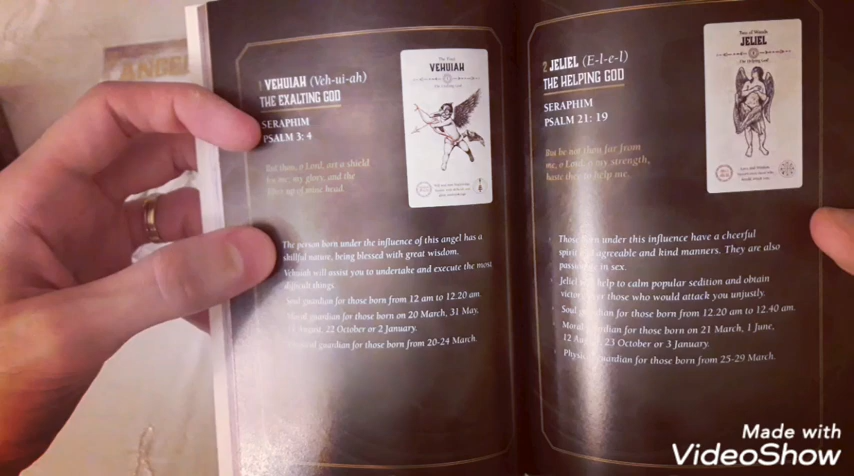 ANGEL
1 VEHUIAH (Veh-ui-ah)
THE EXALTING GOD
SERAPHIM
PSALM 3: 4
But thou, o Lord, art a shield
for me; my glory, and the
lifter up of mine head.
VEHUIAH
The person born under the influence of this angel has a
skillful nature, being blessed with great wisdom.
Vehuiah will assist you to undertake and execute the most
difficult things.
Soul guardian for those born from 12 am to 12.20 am.
guardian for those born on 20 March, 31 May,
August, 22 October or 2 January.
guardian for those born from 20-24 March.
2 JELIEL (E-l-e-l)
THE HELPING GOD
SERAPHIM
PSALM 21: 19
But be not thou far from
me, o Lord, o my strength,
haste thee to help me.
Two of Wands
JELIEL
The Helping God
Those born under this influence have a cheerful
spirit and agreeable and kind manners. They are also
passionate in sex.
Jeliel will help to calm popular sedition and obtain
victory over those who would attack you unjustly.
Soul guardian for those born from 12.20 am to 12.40 am.
Moral guardian for those born on 21 March, 1 June,
12 August, 23 October or 3 January.
Physical guardian for those born from 25-29 March.
Made with
VideoShow